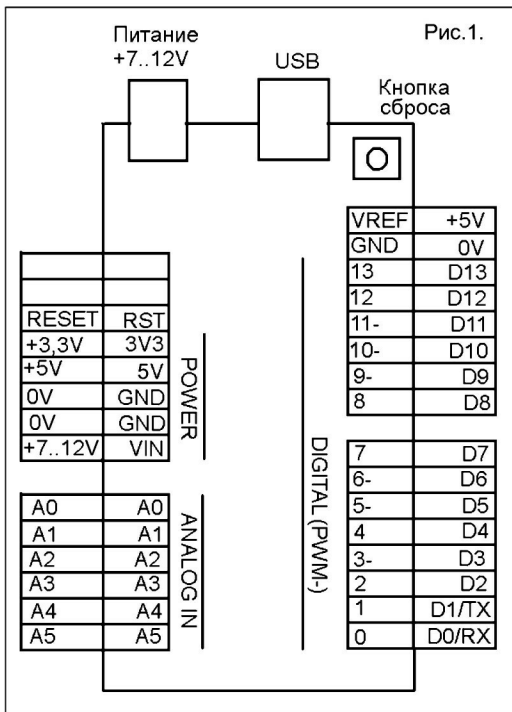 Рис.1.
Питание
+7..12V
USB
Кнопка
сброса
VREF +5V
GND 0V
13 D13
12 D12
11- D11
10- D10
9- D9
8 D8
7 D7
6- D6
5- D5
4 D4
3- D3
2 D2
1 D1/TX
0 D0/RX
DIGITAL (PWM-)
RESET RST
+3,3V 3V3
+5V 5V
0V GND
0V GND
+7..12V VIN
POWER
A0 A0
A1 A1
A2 A2
A3 A3
A4 A4
A5 A5
ANALOG IN